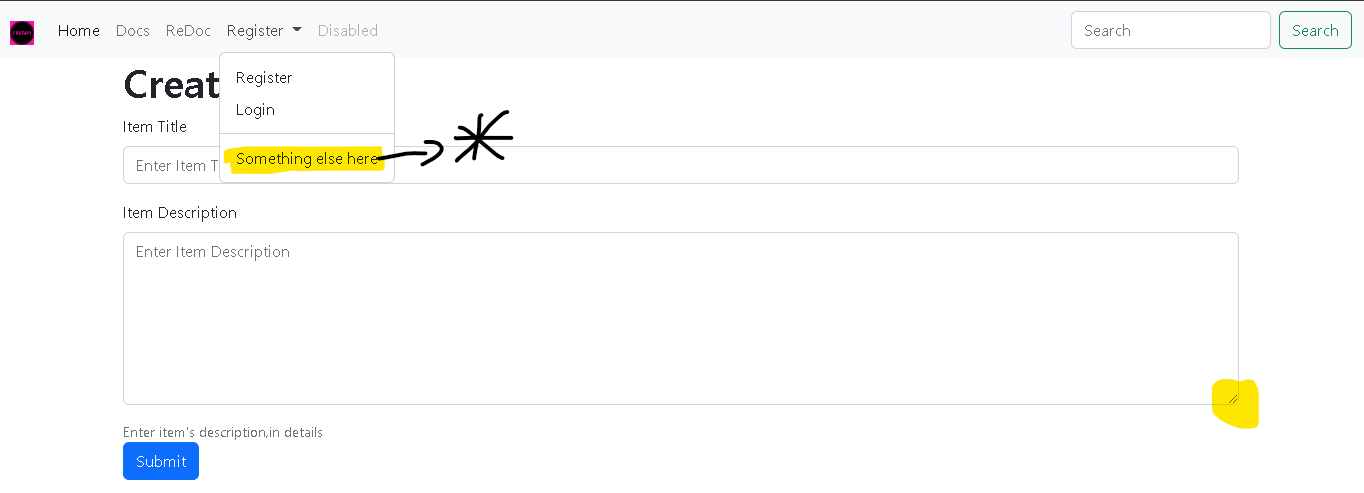 Home Docs ReDoc Register Disabled Search Search
Register
Login
Something else here
Creat
Item Title
Enter Item T
Item Description
Enter Item Description
Enter item's description,in details
Submit